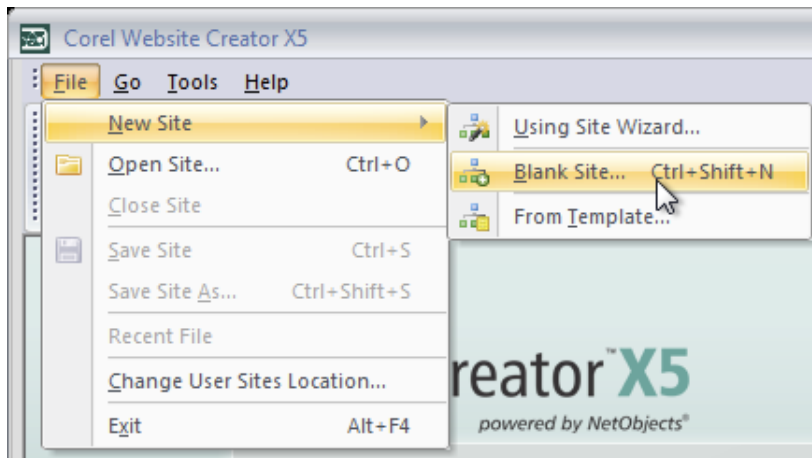 Corel Website Creator X5
File Go Tools Help
New Site
Open Site... Ctrl+O
Close Site
Save Site Ctrl+S
Save Site As... Ctrl+Shift+S
Recent File
Change User Sites Location...
Exit Alt+F4
Using Site Wizard...
Blank Site... Ctrl+Shift+N
From Template...
reator™X5
powered by NetObjects®